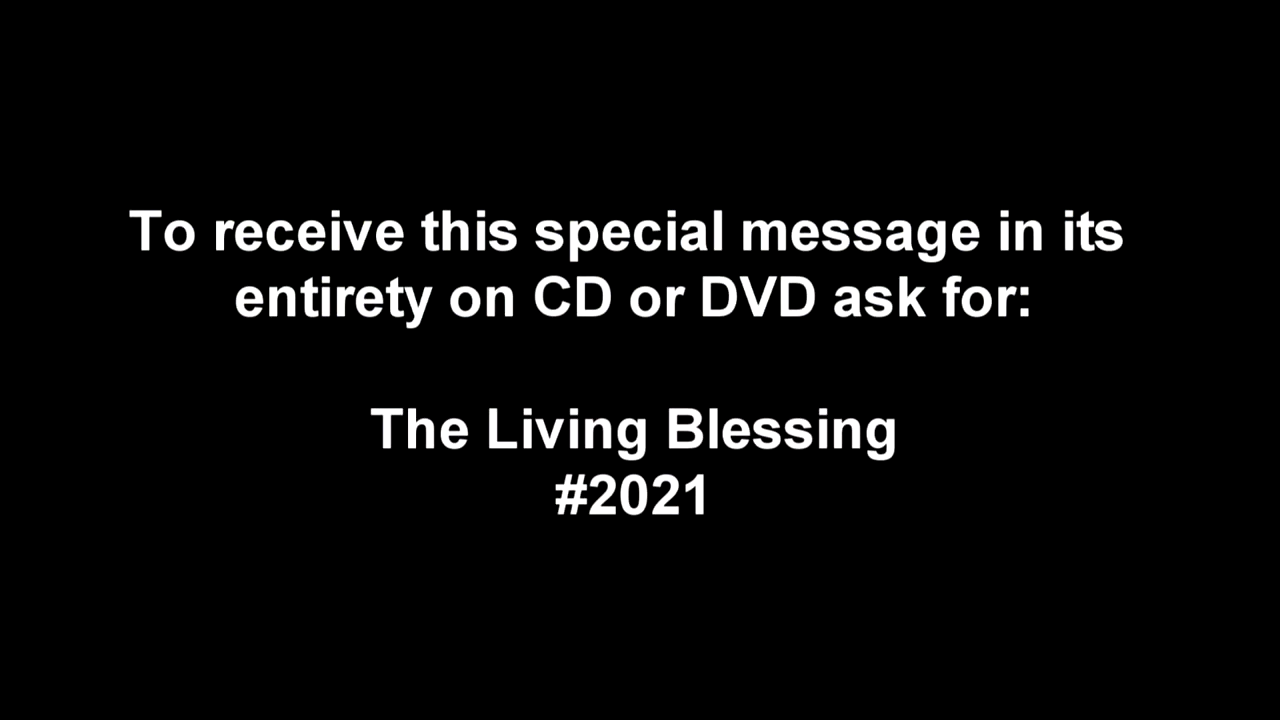 To receive this special message in its
entirety on CD or DVD ask for:
The Living Blessing
#2021